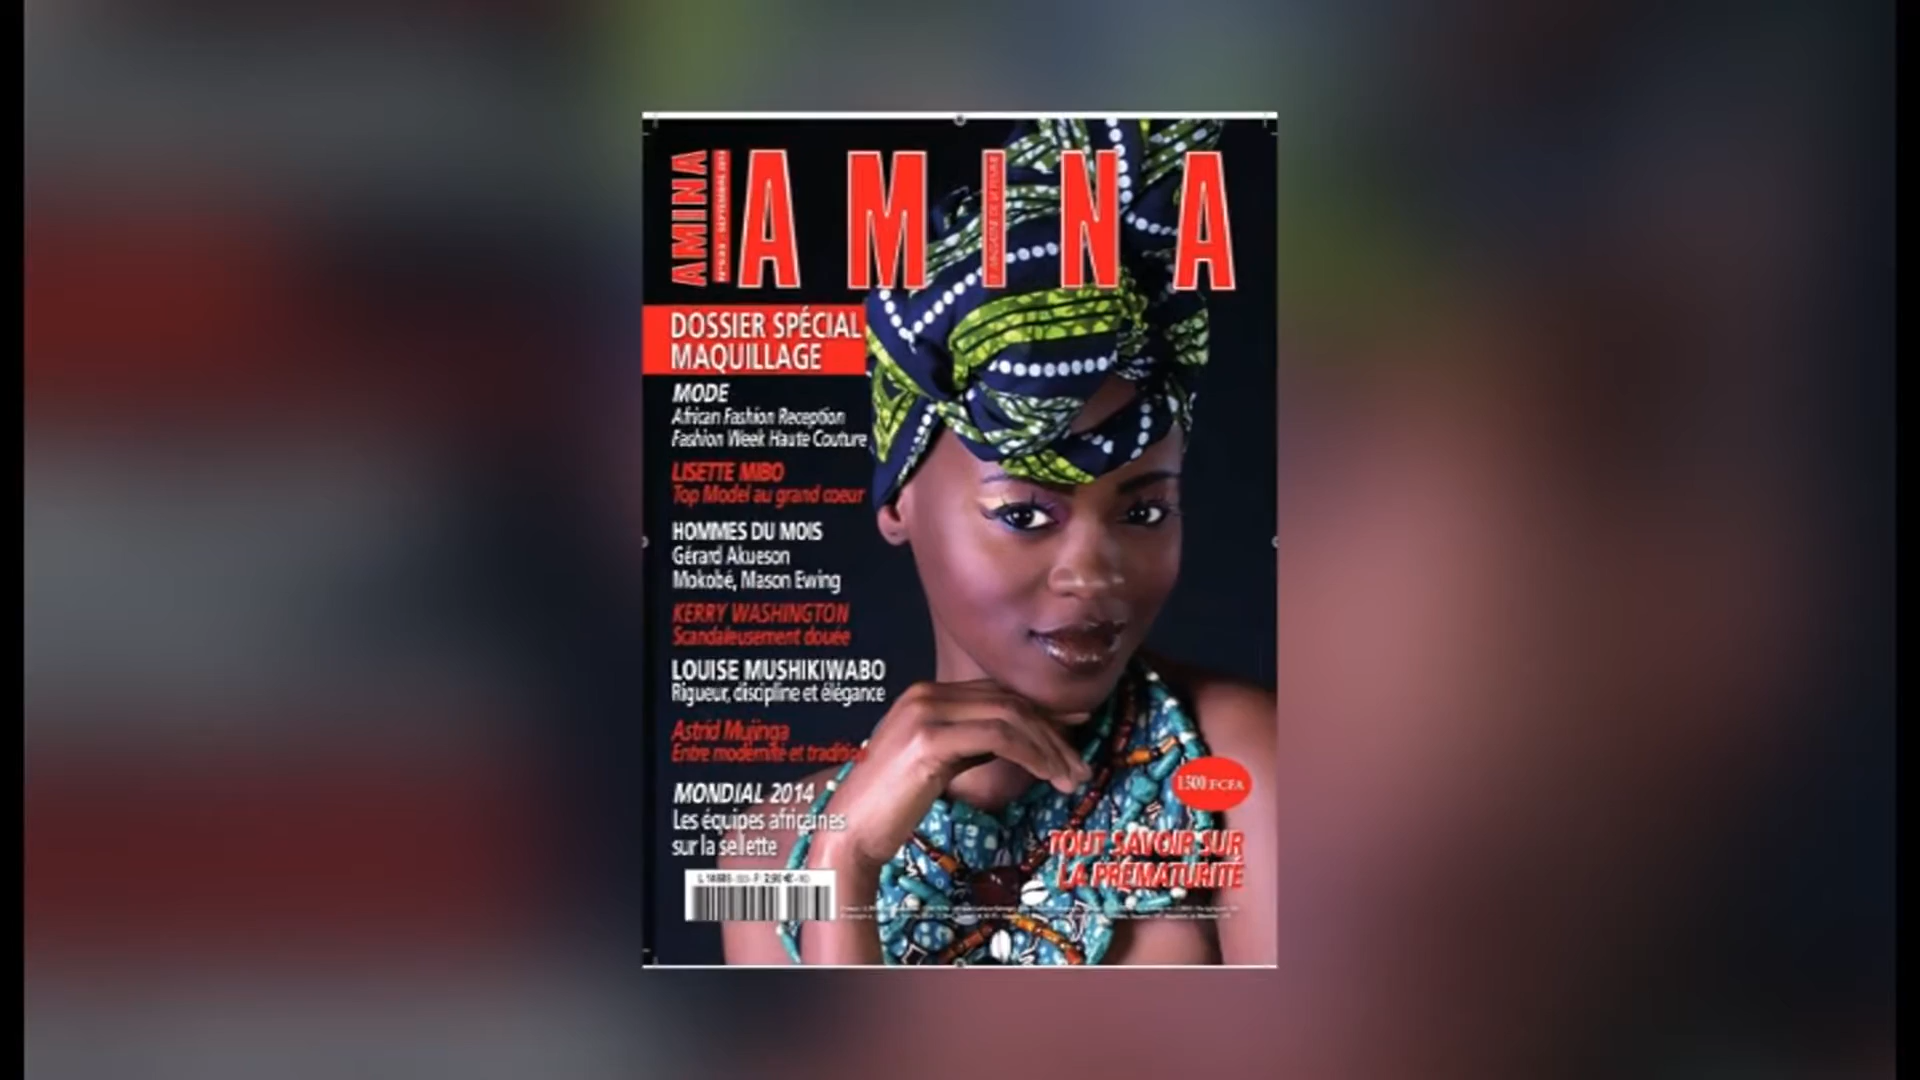 AMINA
AMINA
DOSSIER SPÉCIAL
MAQUILLAGE
MODE
African Fashion Reception
Fashion Week Haute Couture
LISETTE MIBO
Top Model au grand coeur
HOMMES DU MOIS
Gérard Akueson
Mokobé, Mason Ewing
KERRY WASHINGTON
Scandaleusement douée
LOUISE MUSHIKIWABO
Rigueur, discipline et élégance
Astrid Mujinga
Entre modernité et tradition
MONDIAL 2014
Les équipes africaines
sur la sellette
1500 FCFA
TOUT SAVOIR SUR
LA PRÉMATURITÉ